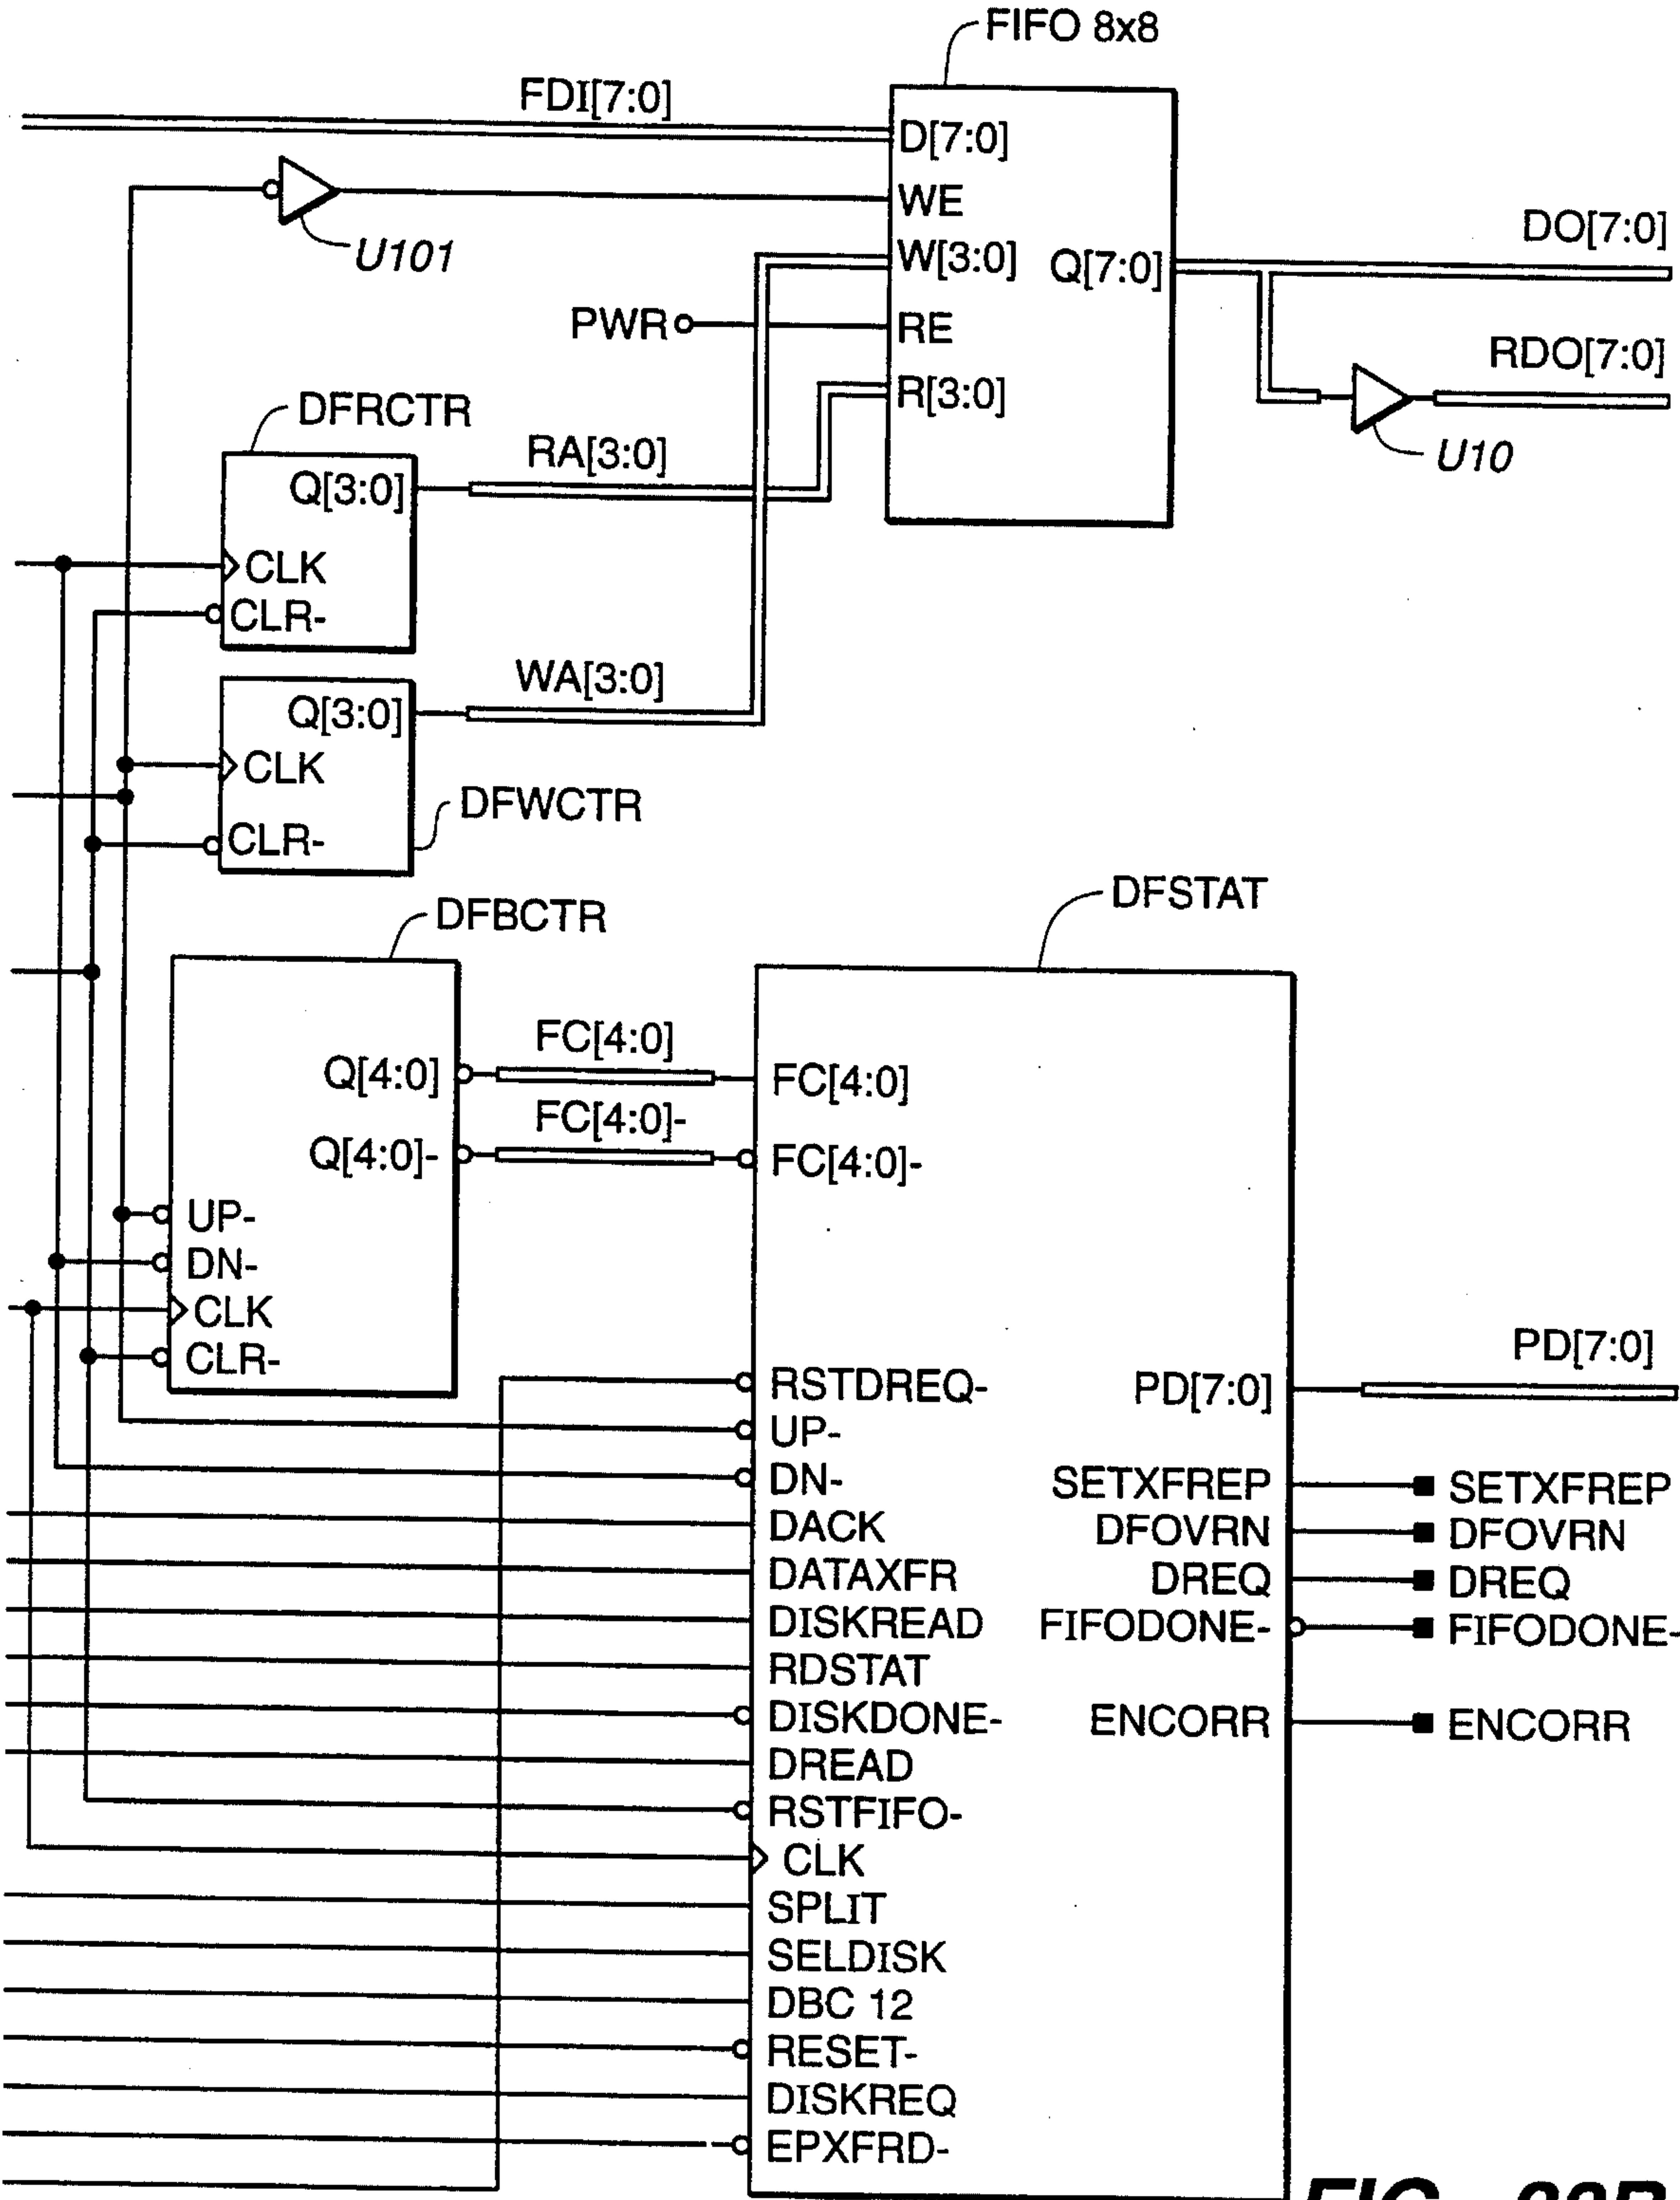 FIFO 8x8
FDI[7:0]
D[7:0]
WE
U101
W[3:0]
Q[7:0]
DO[7:0]
PWR
RE
RDO[7:0]
R[3:0]
DFRCTR
RA[3:0]
U10
Q[3:0]
CLK
CLR-
WA[3:0]
Q[3:0]
CLK
DFWCTR
CLR-
DFBCTR
DFSTAT
FC[4:0]
Q[4:0]
FC[4:0]
FC[4:0]-
Q[4:0]-
FC[4:0]-
UP-
DN-
CLK
CLR-
PD[7:0]
RSTDREQ-
PD[7:0]
UP-
DN-
SETXFREP
SETXFREP
DACK
DFOVRN
DFOVRN
DATAXFR
DREQ
DREQ
DISKREAD
FIFODONE-
FIFODONE-
RDSTAT
DISKDONE-
ENCORR
ENCORR
DREAD
RSTFIFO-
CLK
SPLIT
SELDISK
DBC 12
RESET-
DISKREQ
EPXFRD-